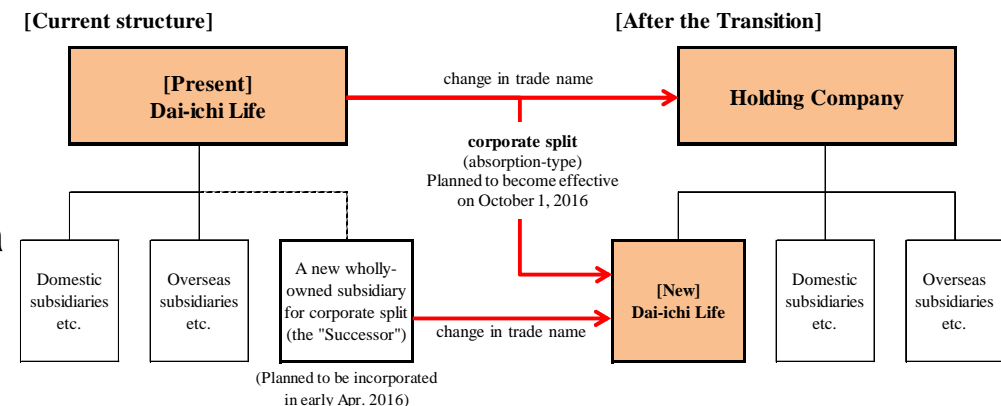 [Current structure]
[After the Transition]
[Present]
Dai-ichi Life
change in trade name
Holding Company
corporate split
(absorption-type)
Planned to become effective
on October 1, 2016
Domestic
subsidiaries
etc.
Overseas
subsidiaries
etc.
A new wholly-
owned subsidiary
for corporate split
(the "Successor")
change in trade name
[New]
Dai-ichi Life
Domestic
subsidiaries
etc.
Overseas
subsidiaries
etc.
(Planned to be incorporated
in early Apr. 2016)